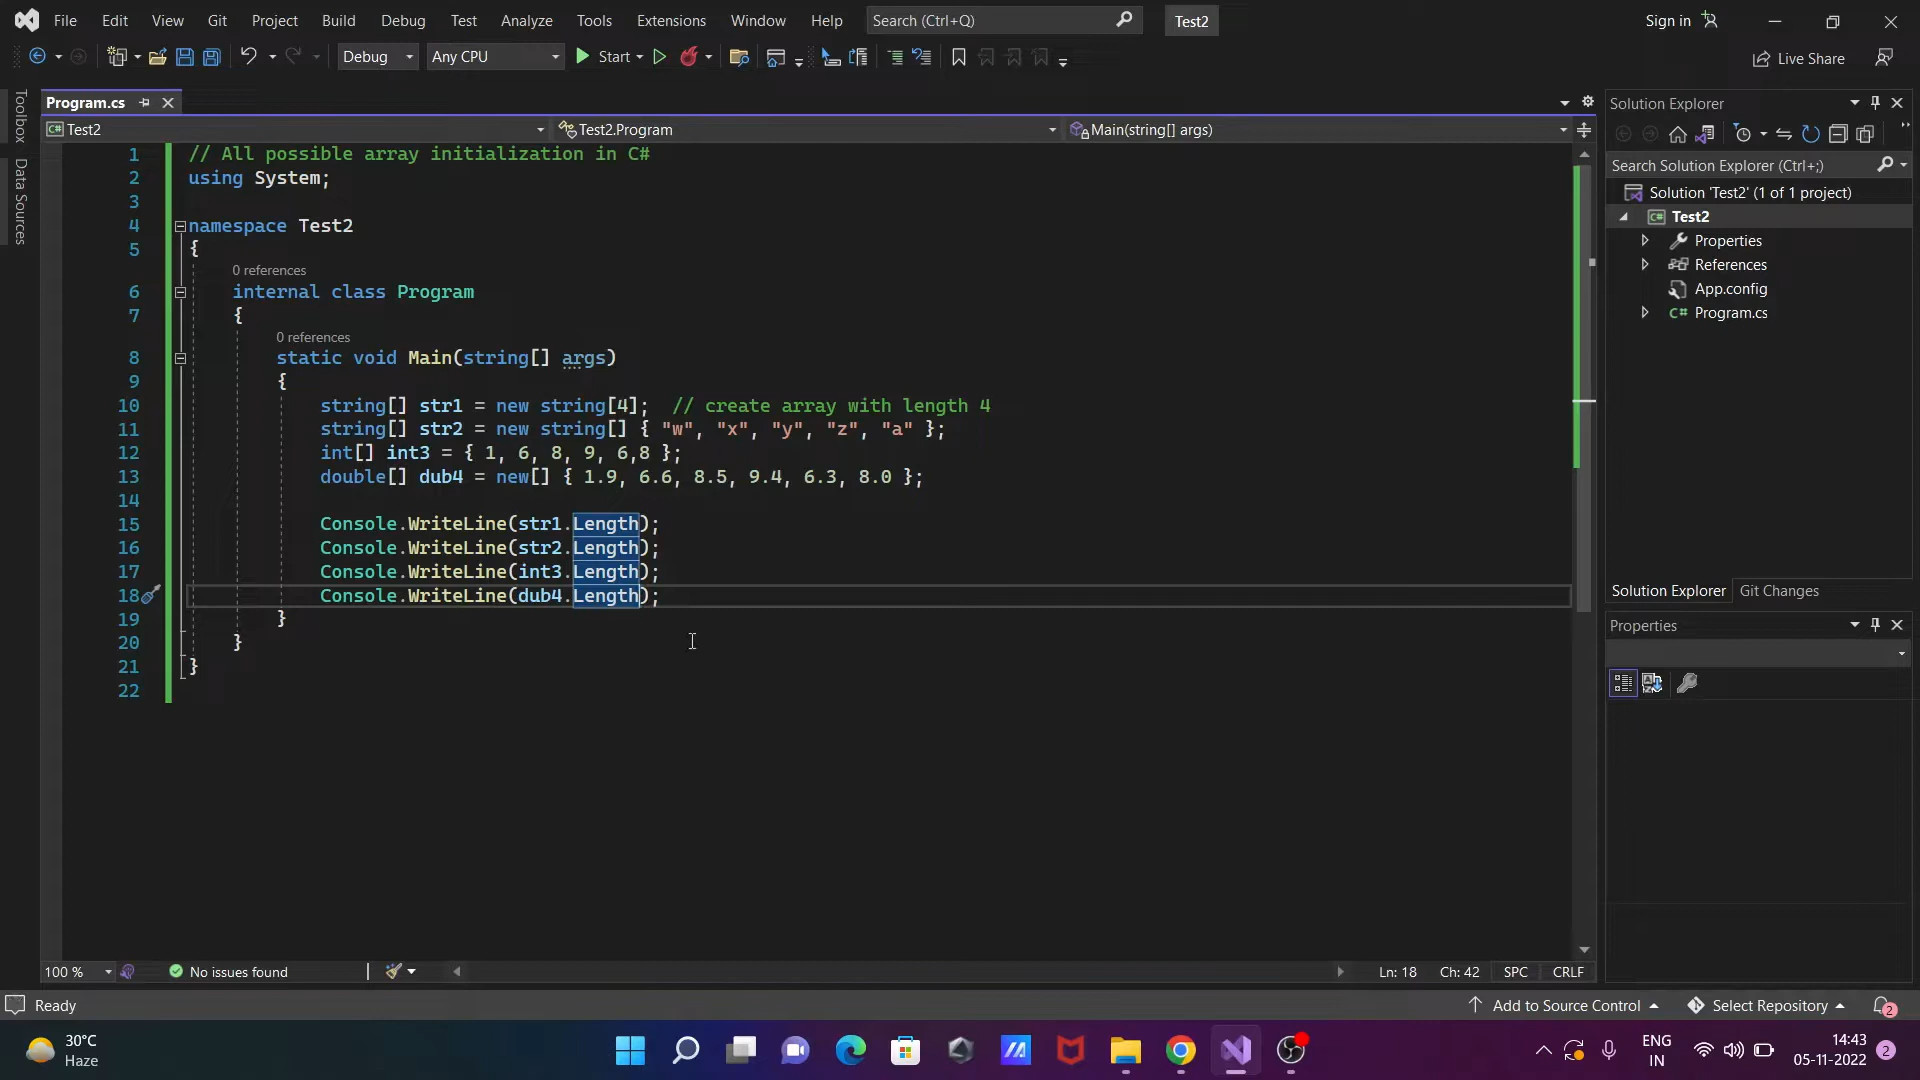 File Edit View Git Project Build Debug Test Analyze Tools Extensions Window Help Search (Ctrl+Q) Test2 Sign in
Debug Any CPU Start Live Share
Toolbox
Data Sources
Program.cs
Test2 Test2.Program Main(string[] args)
1 // All possible array initialization in C#
2 using System;
3
4 namespace Test2
5 {
0 references
6 internal class Program
7 {
0 references
8 static void Main(string[] args)
9 {
10 string[] str1 = new string[4]; // create array with length 4
11 string[] str2 = new string[] { "w", "x", "y", "z", "a" };
12 int[] int3 = { 1, 6, 8, 9, 6,8 };
13 double[] dub4 = new[] { 1.9, 6.6, 8.5, 9.4, 6.3, 8.0 };
14
15 Console.WriteLine(str1.Length);
16 Console.WriteLine(str2.Length);
17 Console.WriteLine(int3.Length);
18 Console.WriteLine(dub4.Length);
19 }
20 }
21 }
22
Solution Explorer
Search Solution Explorer (Ctrl+;)
Solution 'Test2' (1 of 1 project)
C# Test2
Properties
References
App.config
C# Program.cs
Solution Explorer Git Changes
Properties
100 % No issues found Ln: 18 Ch: 42 SPC CRLF
Ready Add to Source Control Select Repository 2
30°C
Haze
ENG
IN
14:43
05-11-2022
2